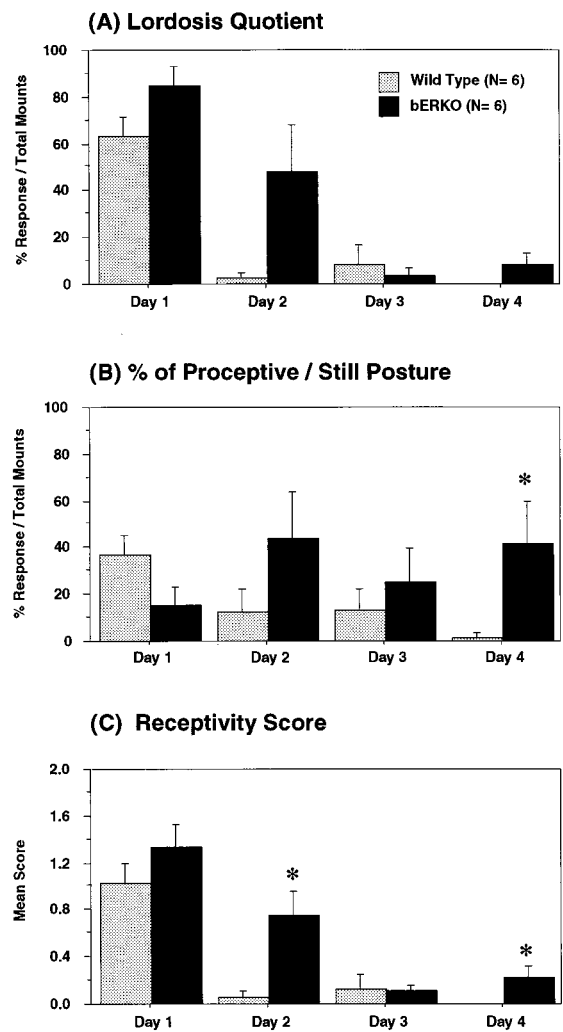 (A) Lordosis Quotient
% Response / Total Mounts
100
80
60
40
20
0
Wild Type (N= 6)
bERKO (N= 6)
Day 1 Day 2 Day 3 Day 4
(B) % of Proceptive / Still Posture
% Response / Total Mounts
100
80
60
40
20
0
*
Day 1 Day 2 Day 3 Day 4
(C) Receptivity Score
Mean Score
2.0
1.6
1.2
0.8
0.4
0.0
* *
Day 1 Day 2 Day 3 Day 4